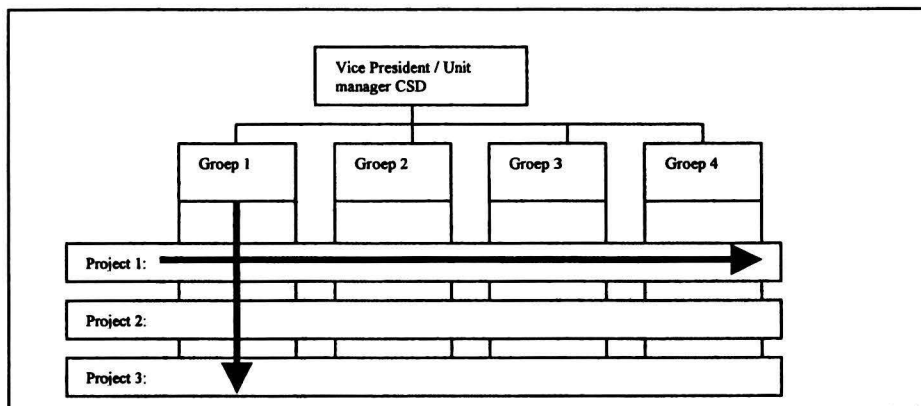 Vice President / Unit
manager CSD
Groep 1
Groep 2
Groep 3
Groep 4
Project 1:
Project 2:
Project 3: